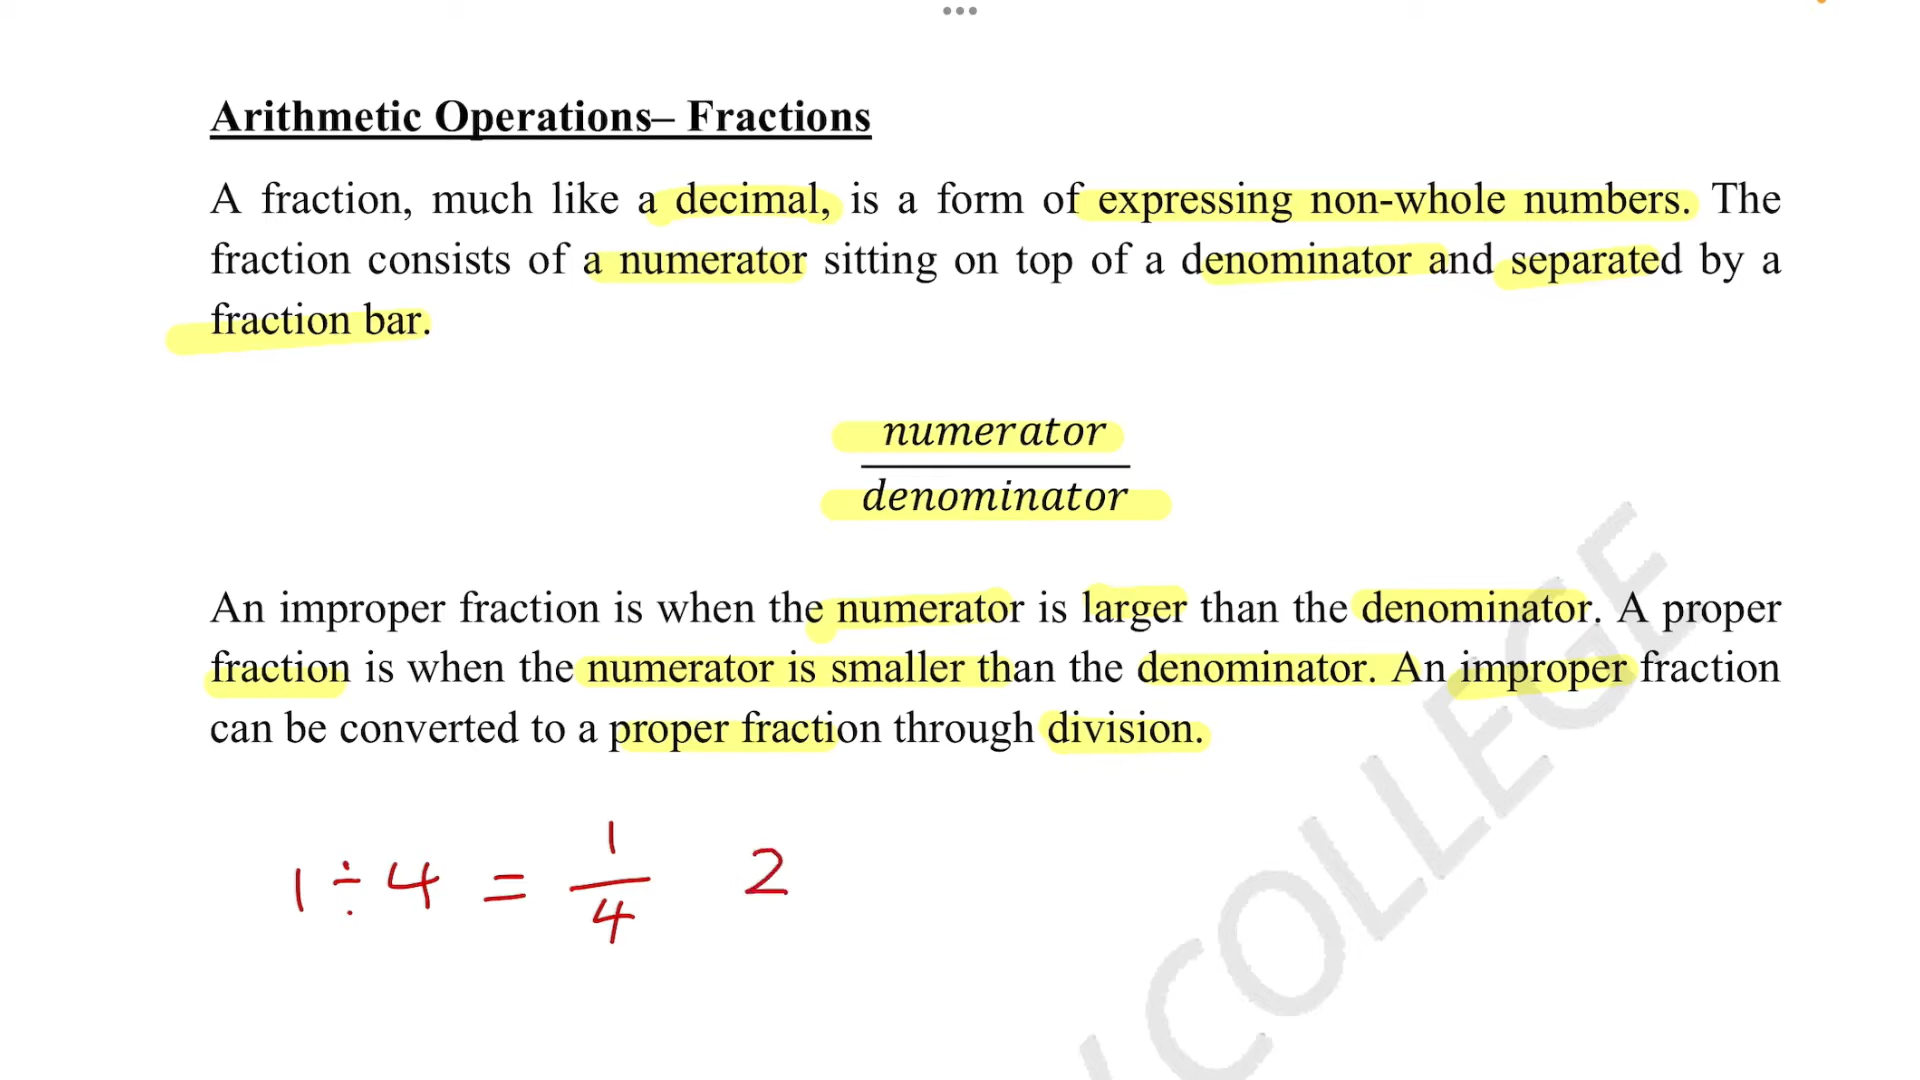 Arithmetic Operations– Fractions
A fraction, much like a decimal, is a form of expressing non-whole numbers. The
fraction consists of a numerator sitting on top of a denominator and separated by a
fraction bar.
numerator
denominator
An improper fraction is when the numerator is larger than the denominator. A proper
fraction is when the numerator is smaller than the denominator. An improper fraction
can be converted to a proper fraction through division.
1 ÷ 4 = 1/4 2
COLLEGE